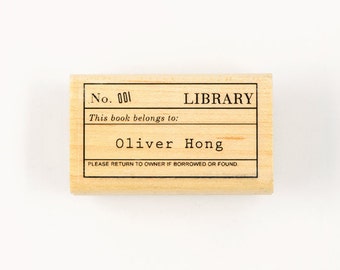 No. 001 LIBRARY
This book belongs to:
Oliver Hong
PLEASE RETURN TO OWNER IF BORROWED OR FOUND.